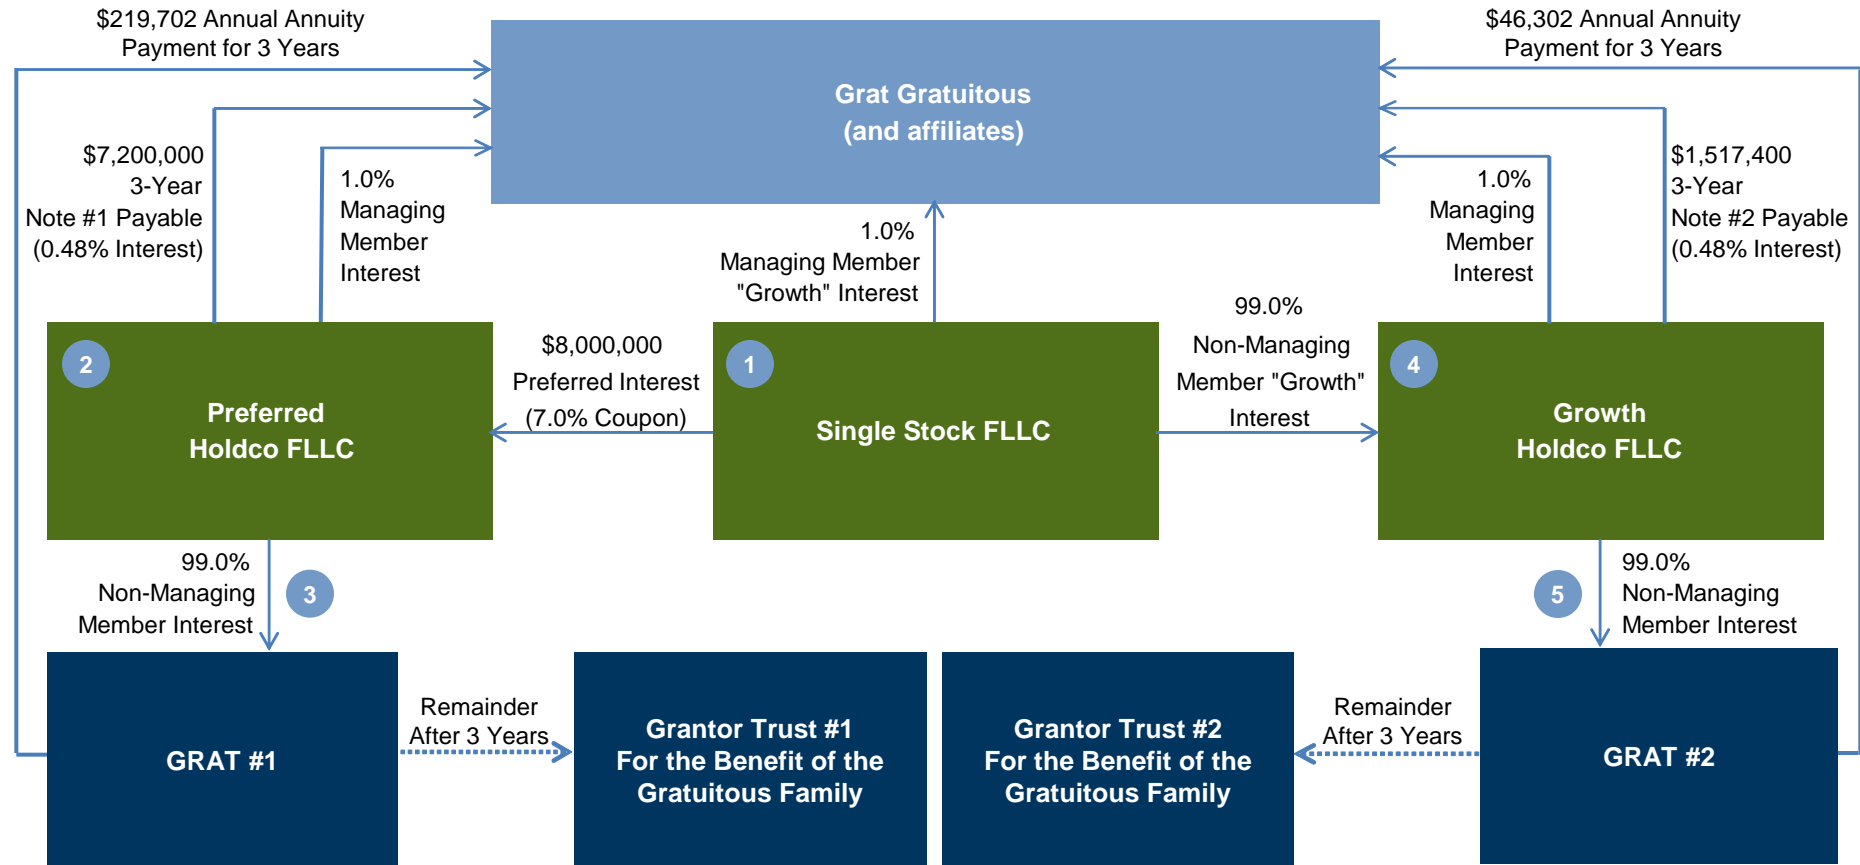 $219,702 Annual Annuity
Payment for 3 Years
$46,302 Annual Annuity
Payment for 3 Years
Grat Gratuitous
(and affiliates)
$7,200,000
3-Year
Note #1 Payable
(0.48% Interest)
1.0%
Managing
Member
Interest
1.0%
Managing Member
"Growth" Interest
1.0%
Managing
Member
Interest
$1,517,400
3-Year
Note #2 Payable
(0.48% Interest)
2
Preferred
Holdco FLLC
$8,000,000
Preferred Interest
(7.0% Coupon)
1
Single Stock FLLC
99.0%
Non-Managing
Member "Growth"
Interest
4
Growth
Holdco FLLC
99.0%
Non-Managing
Member Interest
3
5
99.0%
Non-Managing
Member Interest
GRAT #1
Remainder
After 3 Years
Grantor Trust #1
For the Benefit of the
Gratuitous Family
Grantor Trust #2
For the Benefit of the
Gratuitous Family
Remainder
After 3 Years
GRAT #2